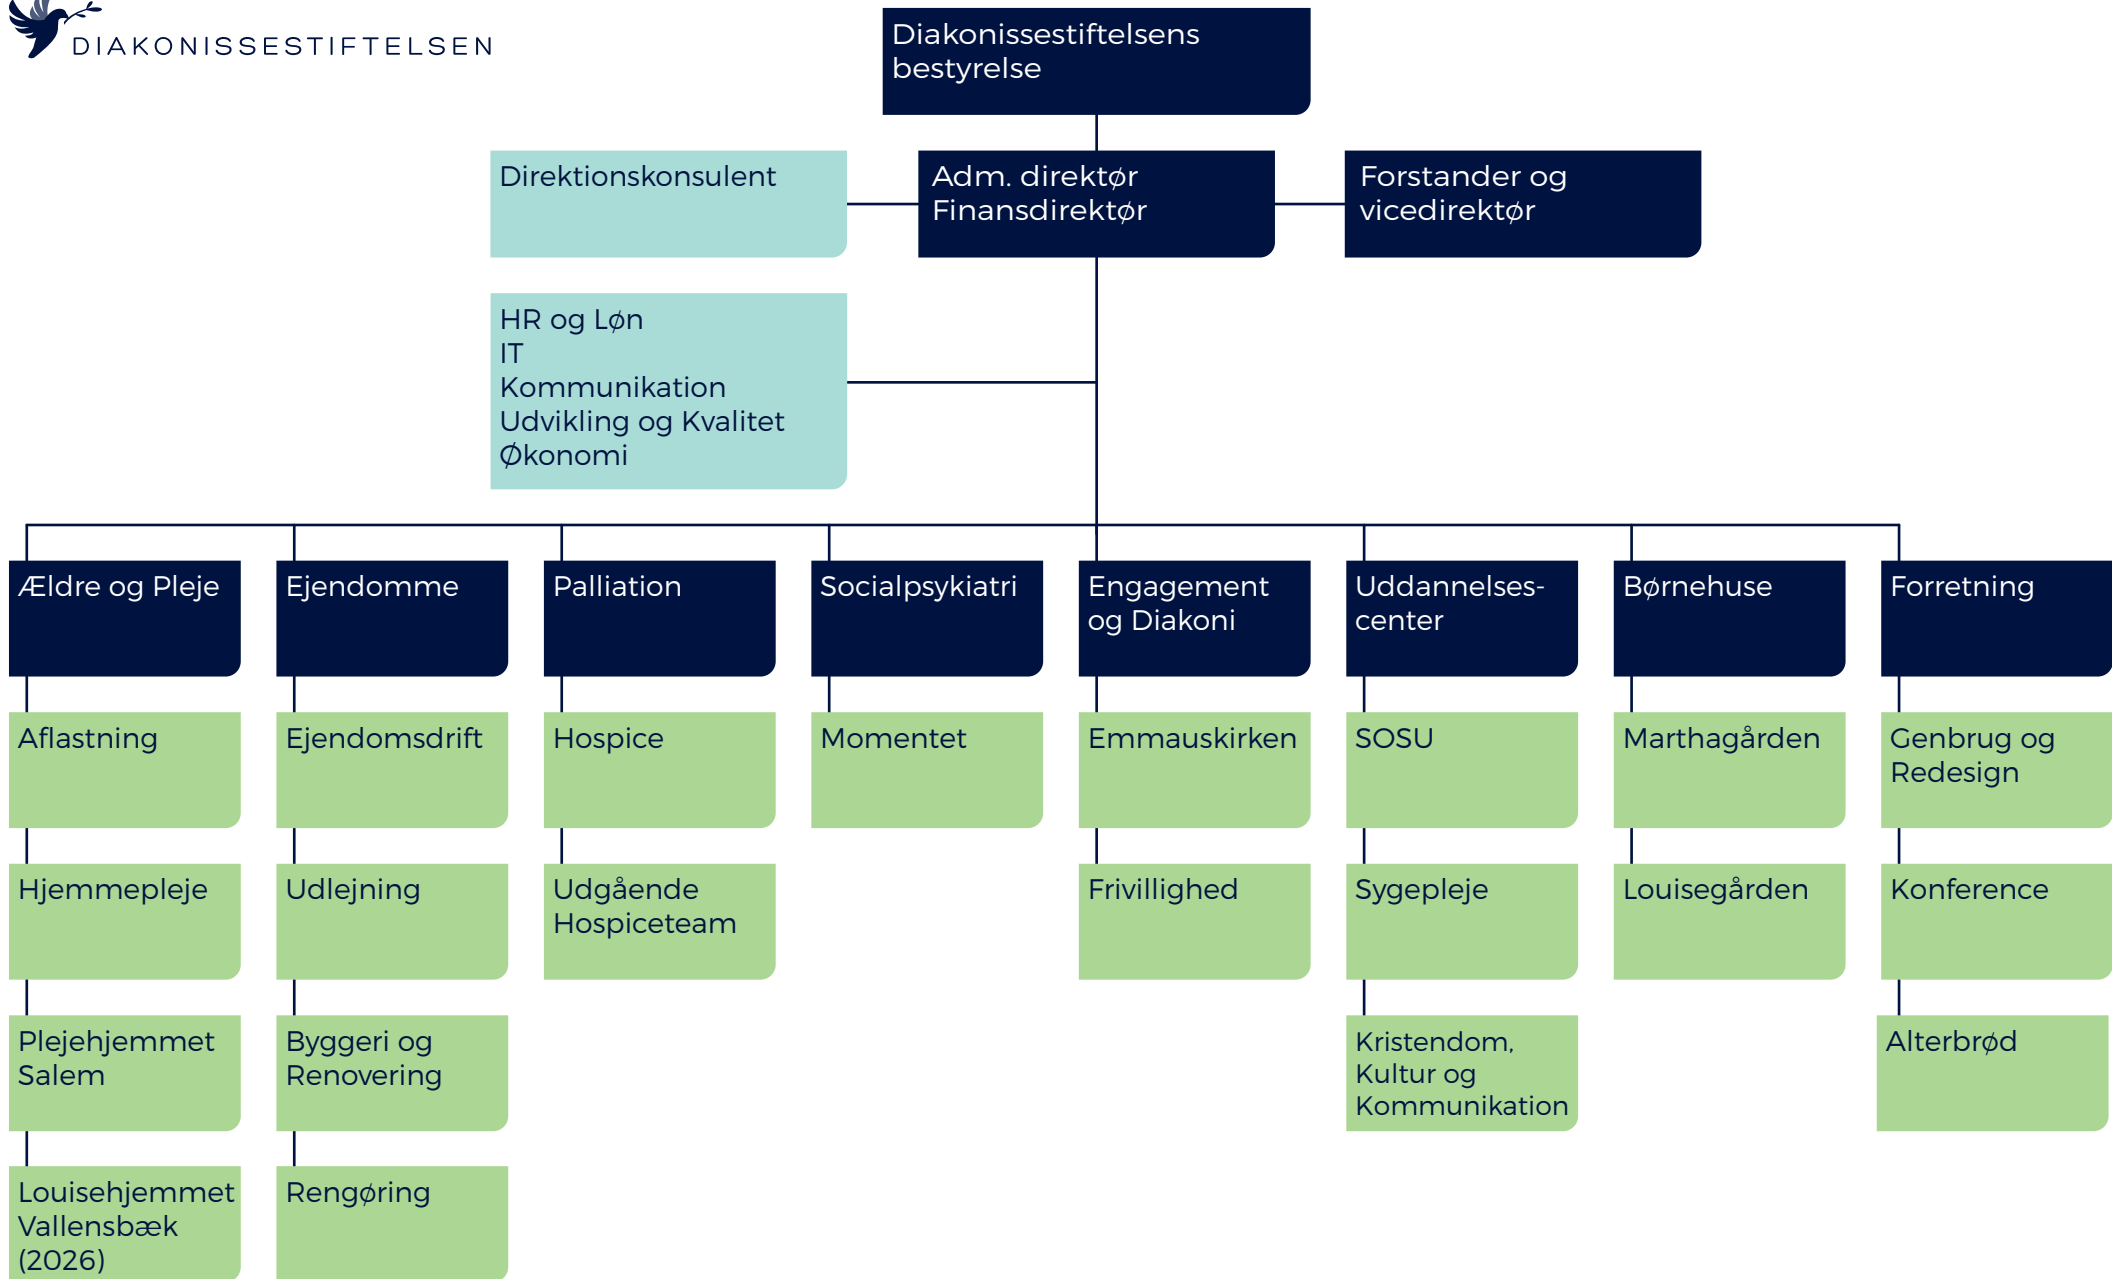 DIAKONISSESTIFTELSEN
Diakonissestiftelsens
bestyrelse
Direktionskonsulent
Adm. direktør
Finansdirektør
Forstander og
vicedirektør
HR og Løn
IT
Kommunikation
Udvikling og Kvalitet
Økonomi
Ældre og Pleje
Aflastning
Hjemmepleje
Plejehjemmet
Salem
Louisehjemmet
Vallensbæk
(2026)
Ejendomme
Ejendomsdrift
Udlejning
Byggeri og
Renovering
Rengøring
Palliation
Hospice
Udgående
Hospiceteam
Socialpsykiatri
Momentet
Engagement
og Diakoni
Emmauskirken
Frivillighed
Uddannelses-
center
SOSU
Sygepleje
Kristendom,
Kultur og
Kommunikation
Børnehuse
Marthagården
Louisegården
Forretning
Genbrug og
Redesign
Konference
Alterbrød